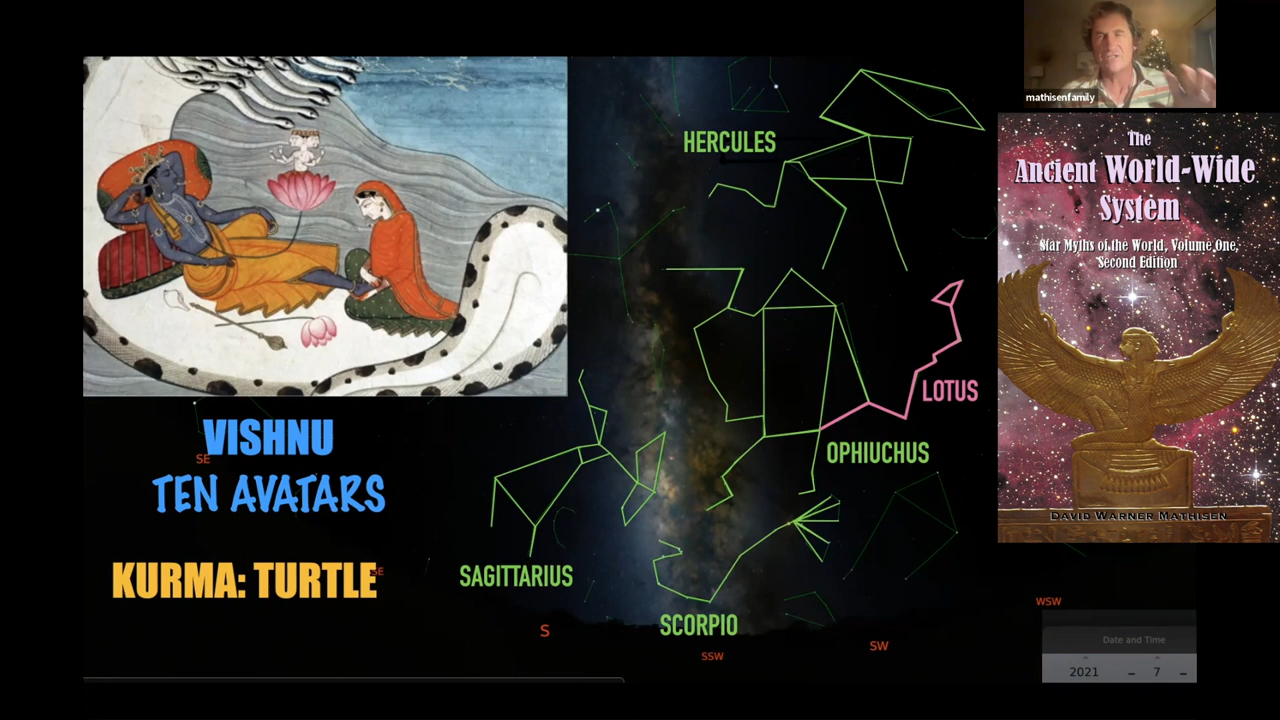 mathisenfamily
The
Ancient World-Wide
System
Star Myths of the World, Volume One,
Second Edition
DAVID WARNER MATHISEN
HERCULES
LOTUS
OPHIUCHUS
SAGITTARIUS
SCORPIO
VISHNU
SE
TEN AVATARS
KURMA: TURTLE
S
SSW
SW
WSW
Date and Time
2021 – 7 –